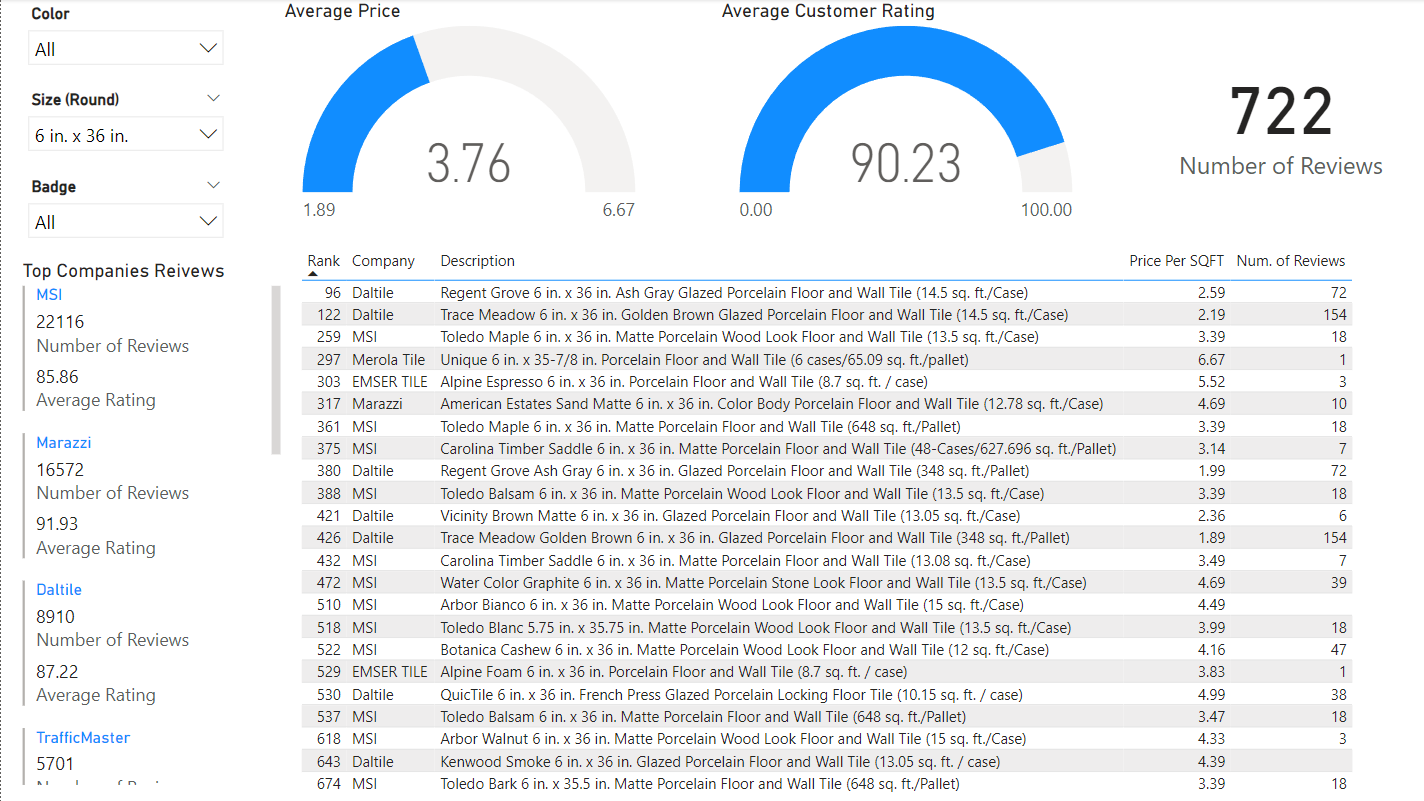 Color
All
Size (Round)
6 in. x 36 in.
Badge
All
Top Companies Reivews
MSI
22116
Number of Reviews
85.86
Average Rating
Marazzi
16572
Number of Reviews
91.93
Average Rating
Daltile
8910
Number of Reviews
87.22
Average Rating
TrafficMaster
5701
Average Price
3.76
1.89 6.67
Average Customer Rating
90.23
0.00 100.00
722
Number of Reviews
Rank Company Description Price Per SQFT Num. of Reviews
96 Daltile Regent Grove 6 in. x 36 in. Ash Gray Glazed Porcelain Floor and Wall Tile (14.5 sq. ft./Case) 2.59 72
122 Daltile Trace Meadow 6 in. x 36 in. Golden Brown Glazed Porcelain Floor and Wall Tile (14.5 sq. ft./Case) 2.19 154
259 MSI Toledo Maple 6 in. x 36 in. Matte Porcelain Wood Look Floor and Wall Tile (13.5 sq. ft./Case) 3.39 18
297 Merola Tile Unique 6 in. x 35-7/8 in. Porcelain Floor and Wall Tile (6 cases/65.09 sq. ft./pallet) 6.67 1
303 EMSER TILE Alpine Espresso 6 in. x 36 in. Porcelain Floor and Wall Tile (8.7 sq. ft. / case) 5.52 3
317 Marazzi American Estates Sand Matte 6 in. x 36 in. Color Body Porcelain Floor and Wall Tile (12.78 sq. ft./Case) 4.69 10
361 MSI Toledo Maple 6 in. x 36 in. Matte Porcelain Floor and Wall Tile (648 sq. ft./Pallet) 3.39 18
375 MSI Carolina Timber Saddle 6 in. x 36 in. Matte Porcelain Floor and Wall Tile (48-Cases/627.696 sq. ft./Pallet) 3.14 7
380 Daltile Regent Grove Ash Gray 6 in. x 36 in. Glazed Porcelain Floor and Wall Tile (348 sq. ft./Pallet) 1.99 72
388 MSI Toledo Balsam 6 in. x 36 in. Matte Porcelain Wood Look Floor and Wall Tile (13.5 sq. ft./Case) 3.39 18
421 Daltile Vicinity Brown Matte 6 in. x 36 in. Glazed Porcelain Floor and Wall Tile (13.05 sq. ft./Case) 2.36 6
426 Daltile Trace Meadow Golden Brown 6 in. x 36 in. Glazed Porcelain Floor and Wall Tile (348 sq. ft./Pallet) 1.89 154
432 MSI Carolina Timber Saddle 6 in. x 36 in. Matte Porcelain Floor and Wall Tile (13.08 sq. ft./Case) 3.49 7
472 MSI Water Color Graphite 6 in. x 36 in. Matte Porcelain Stone Look Floor and Wall Tile (13.5 sq. ft./Case) 4.69 39
510 MSI Arbor Bianco 6 in. x 36 in. Matte Porcelain Wood Look Floor and Wall Tile (15 sq. ft./Case) 4.49
518 MSI Toledo Blanc 5.75 in. x 35.75 in. Matte Porcelain Wood Look Floor and Wall Tile (13.5 sq. ft./Case) 3.99 18
522 MSI Botanica Cashew 6 in. x 36 in. Matte Porcelain Wood Look Floor and Wall Tile (12 sq. ft./Case) 4.16 47
529 EMSER TILE Alpine Foam 6 in. x 36 in. Porcelain Floor and Wall Tile (8.7 sq. ft. / case) 3.83 1
530 Daltile QuicTile 6 in. x 36 in. French Press Glazed Porcelain Locking Floor Tile (10.15 sq. ft. / case) 4.99 38
537 MSI Toledo Balsam 6 in. x 36 in. Matte Porcelain Floor and Wall Tile (648 sq. ft./Pallet) 3.47 18
618 MSI Arbor Walnut 6 in. x 36 in. Matte Porcelain Wood Look Floor and Wall Tile (15 sq. ft./Case) 4.33 3
643 Daltile Kenwood Smoke 6 in. x 36 in. Glazed Porcelain Floor and Wall Tile (13.05 sq. ft. / case) 4.39
674 MSI Toledo Bark 6 in. x 35.5 in. Matte Porcelain Floor and Wall Tile (648 sq. ft./Pallet) 3.39 18